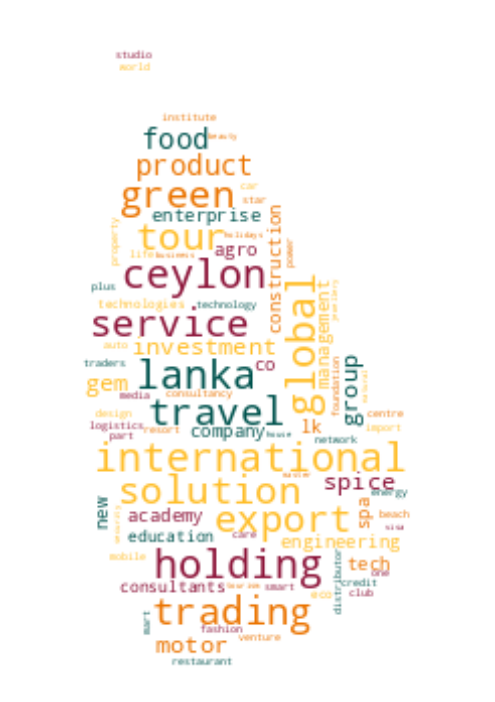 studio
world
institute
food beauty
product
green car
star
enterprise
property
tour holidays
construction
power
life business agro
ceylon
plus
global
management
jewellery
technologies technology
service
auto investment
traders lanka co
foundation
group
gem
media consultancy
travel
design
centre
logistics resort company house lk import
part network
international
master
solution spice
energy
new
security
academy export spa beach
visa
education care engineering
mobile holding tech
distributor
one
consultants smart credit
eco club
mart
trading
fashion
motor venture
restaurant